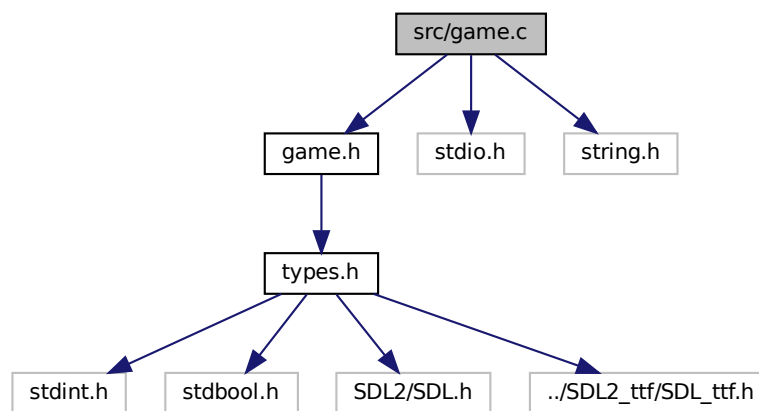 src/game.c
game.h
stdio.h
string.h
types.h
stdint.h
stdbool.h
SDL2/SDL.h
../SDL2_ttf/SDL_ttf.h